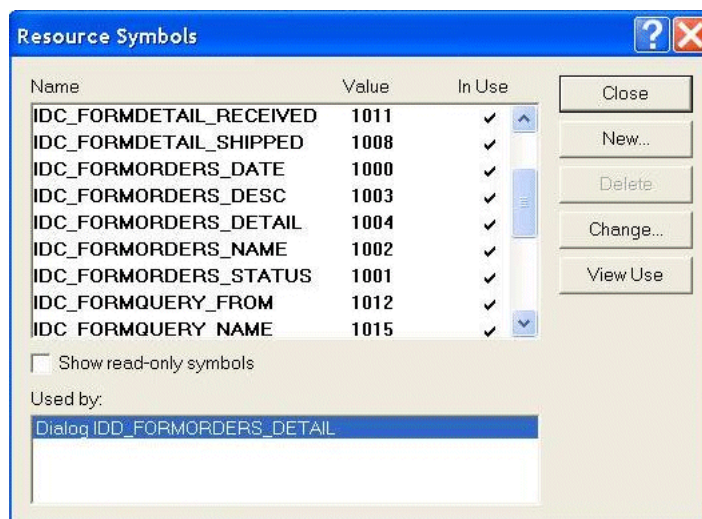 Resource Symbols
Name Value In Use
IDC_FORMDETAIL_RECEIVED 1011
IDC_FORMDETAIL_SHIPPED 1008
IDC_FORMORDERS_DATE 1000
IDC_FORMORDERS_DESC 1003
IDC_FORMORDERS_DETAIL 1004
IDC_FORMORDERS_NAME 1002
IDC_FORMORDERS_STATUS 1001
IDC_FORMQUERY_FROM 1012
IDC_FORMQUERY_NAME 1015
Close
New...
Delete
Change...
View Use
Show read-only symbols
Used by:
Dialog IDD_FORMORDERS_DETAIL